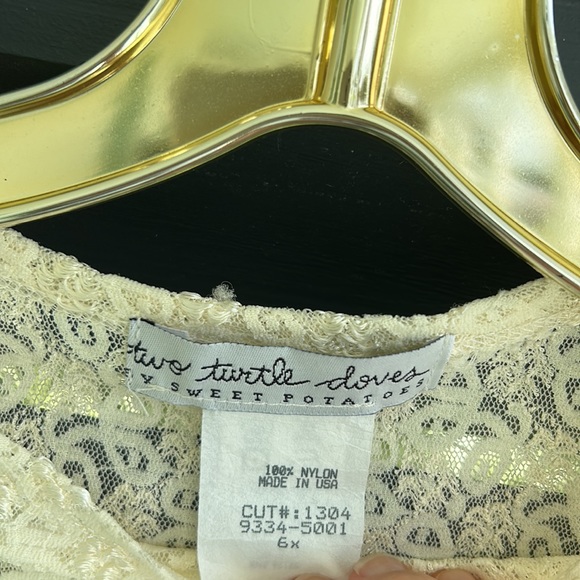 two turtle doves
BY SWEET POTATOES
100% NYLON
MADE IN USA
CUT#:1304
9334-5001
6x